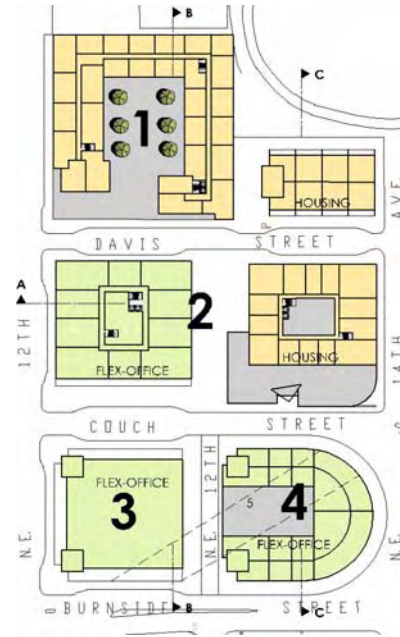 B
C
1
HOUSING
AVE.
P
DAVIS STREET
A
2
12TH
14TH
FLEX-OFFICE
HOUSING
COUCH STREET
FLEX-OFFICE
12TH
3
5
4
FLEX-OFFICE
N.E.
N.E.
N.E.
B
C
BURNSIDE STREET